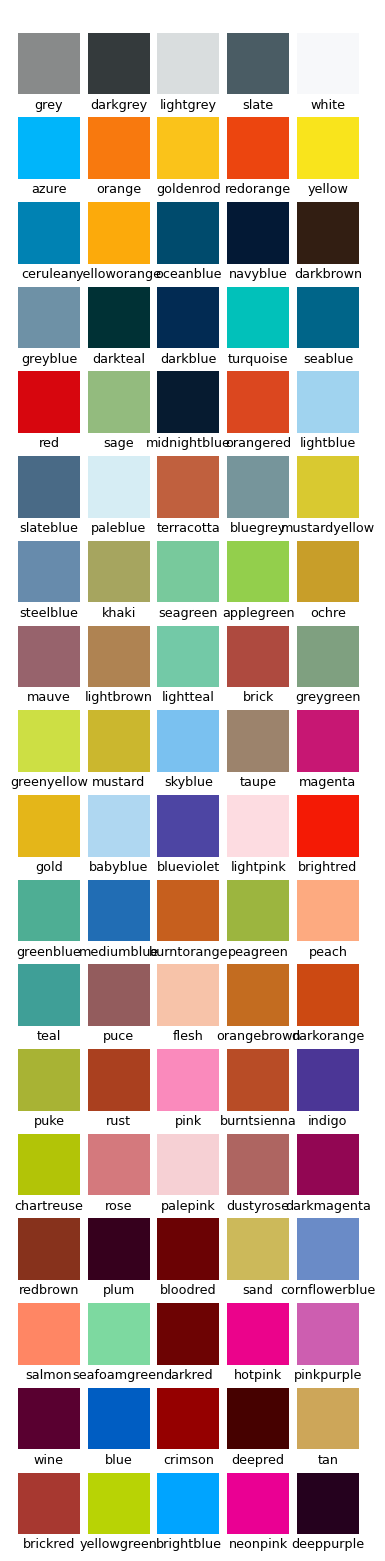 grey darkgrey lightgrey slate white
azure orange goldenrod redorange yellow
cerulean yelloworange oceanblue navyblue darkbrown
greyblue darkteal darkblue turquoise seablue
red sage midnightblue orangered lightblue
slateblue paleblue terracotta bluegrey mustardyellow
steelblue khaki seagreen applegreen ochre
mauve lightbrown lightteal brick greygreen
greenyellow mustard skyblue taupe magenta
gold babyblue blueviolet lightpink brightred
greenblue mediumblue burntorange peagreen peach
teal puce flesh orangebrown darkorange
puke rust pink burntsienna indigo
chartreuse rose palepink dustyrose darkmagenta
redbrown plum bloodred sand cornflowerblue
salmon seafoamgreen darkred hotpink pinkpurple
wine blue crimson deepred tan
brickred yellowgreen brightblue neonpink deeppurple